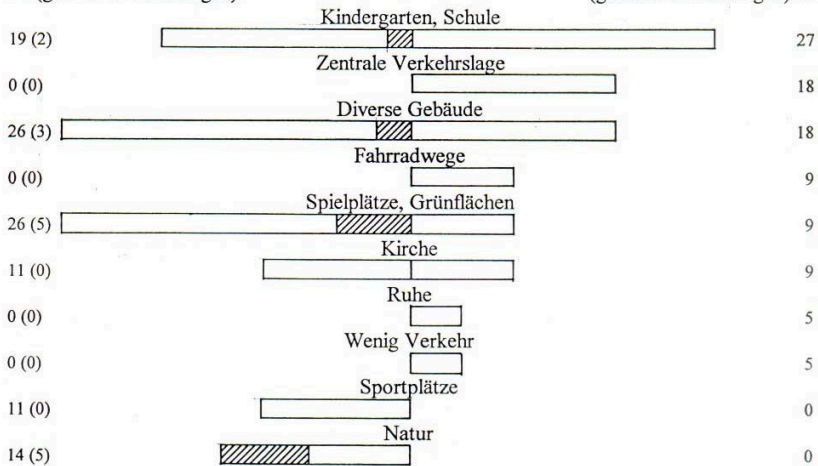 Kindergarten, Schule
19 (2) 27
Zentrale Verkehrslage
0 (0) 18
Diverse Gebäude
26 (3) 18
Fahrradwege
0 (0) 9
Spielplätze, Grünflächen
26 (5) 9
Kirche
11 (0) 9
Ruhe
0 (0) 5
Wenig Verkehr
0 (0) 5
Sportplätze
11 (0) 0
Natur
14 (5) 0